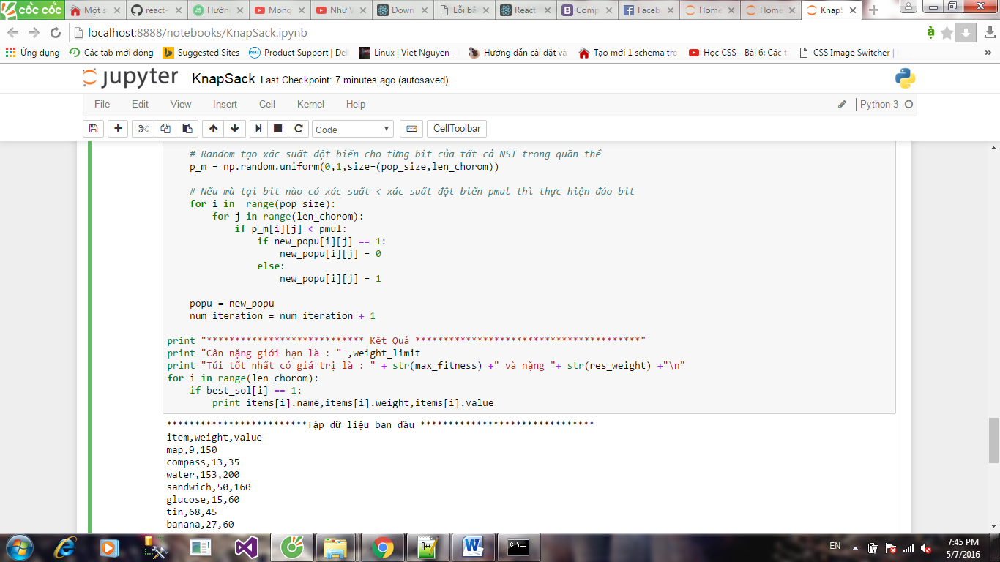 cốc cốc Một s react- Hướng Mong Như V Down Lỗi bả React Comp Faceb Home Home KnapS
localhost:8888/notebooks/KnapSack.ipynb
Ứng dụng Các tab mới đóng Suggested Sites Product Support | Del Linux | Viet Nguyen - Hướng dẫn cài đặt và Tạo mới 1 schema tro Học CSS - Bài 6: Các t CSS Image Switcher | »
jupyter KnapSack Last Checkpoint: 7 minutes ago (autosaved)
File Edit View Insert Cell Kernel Help Python 3
Code CellToolbar
# Random tạo xác suất đột biến cho từng bit của tất cả NST trong quần thể
p_m = np.random.uniform(0,1,size=(pop_size,len_chorom))
# Nếu mà tại bit nào có xác suất < xác suất đột biến pmul thì thực hiện đảo bit
for i in  range(pop_size):
for j in range(len_chorom):
if p_m[i][j] < pmul:
if new_popu[i][j] == 1:
new_popu[i][j] = 0
else:
new_popu[i][j] = 1
popu = new_popu
num_iteration = num_iteration + 1
print "**************************** Kết Quả ****************************************"
print "Cân nặng giới hạn là : " ,weight_limit
print "Túi tốt nhất có giá trị là : " + str(max_fitness) +" và nặng "+ str(res_weight) +"\n"
for i in range(len_chorom):
if best_sol[i] == 1:
print items[i].name,items[i].weight,items[i].value
*************************Tập dữ liệu ban đầu *******************************
item,weight,value
map,9,150
compass,13,35
water,153,200
sandwich,50,160
glucose,15,60
tin,68,45
banana,27,60
EN 7:45 PM
5/7/2016